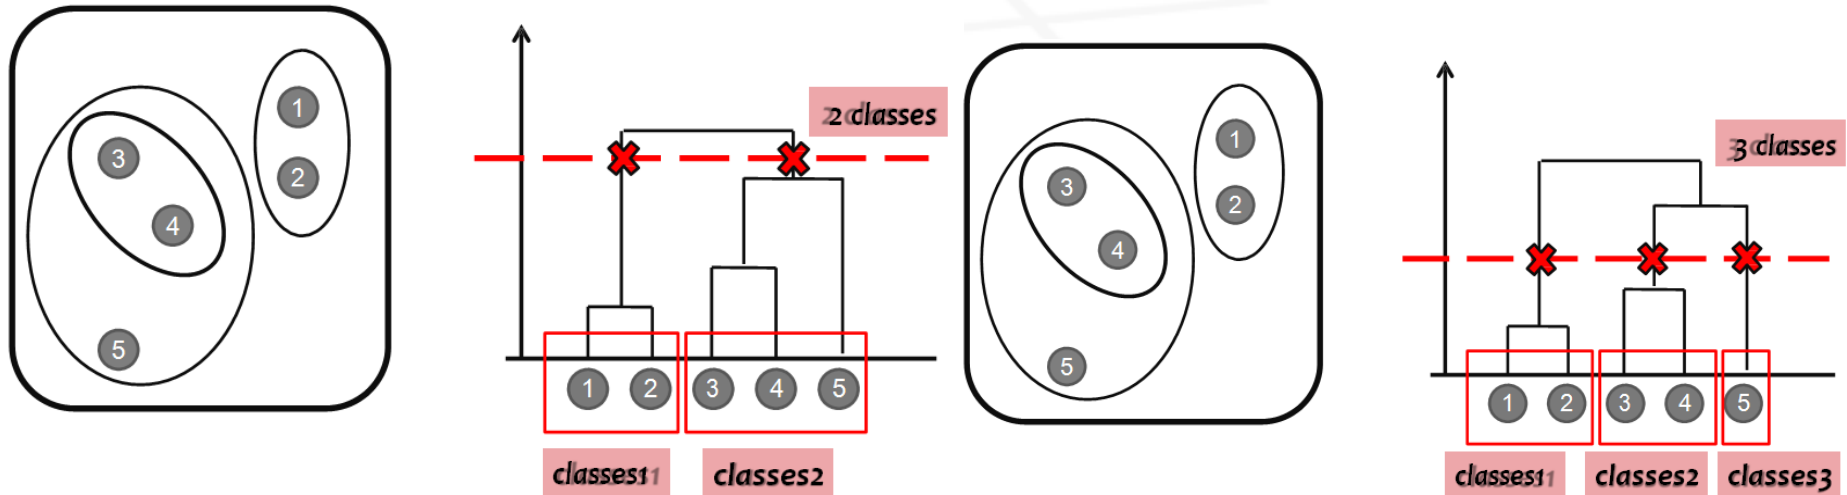 1
2
3
4
5
2 classes
1 2 3 4 5
classes1 classes2
1
2
3
4
5
3 classes
1 2 3 4 5
classes1 classes2 classes3